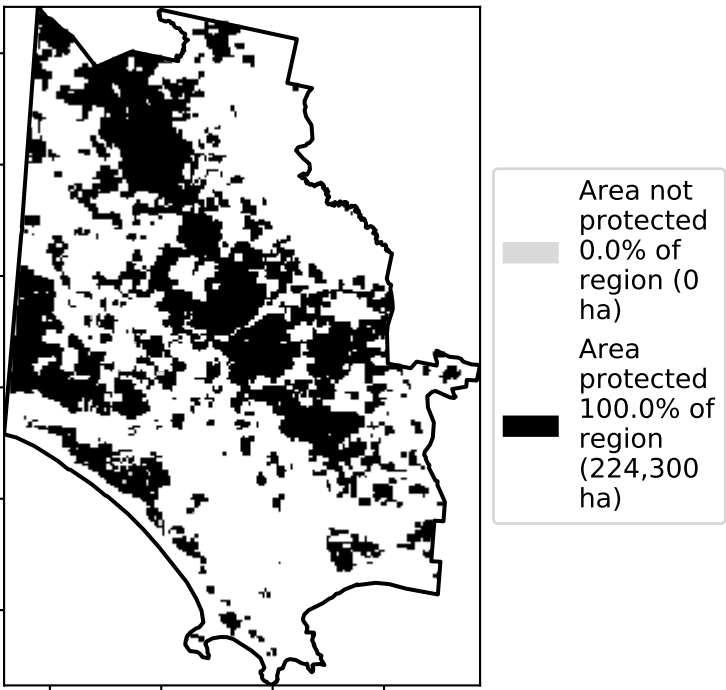 Area not
protected
0.0% of
region (0
ha)
Area
protected
100.0% of
region
(224,300
ha)